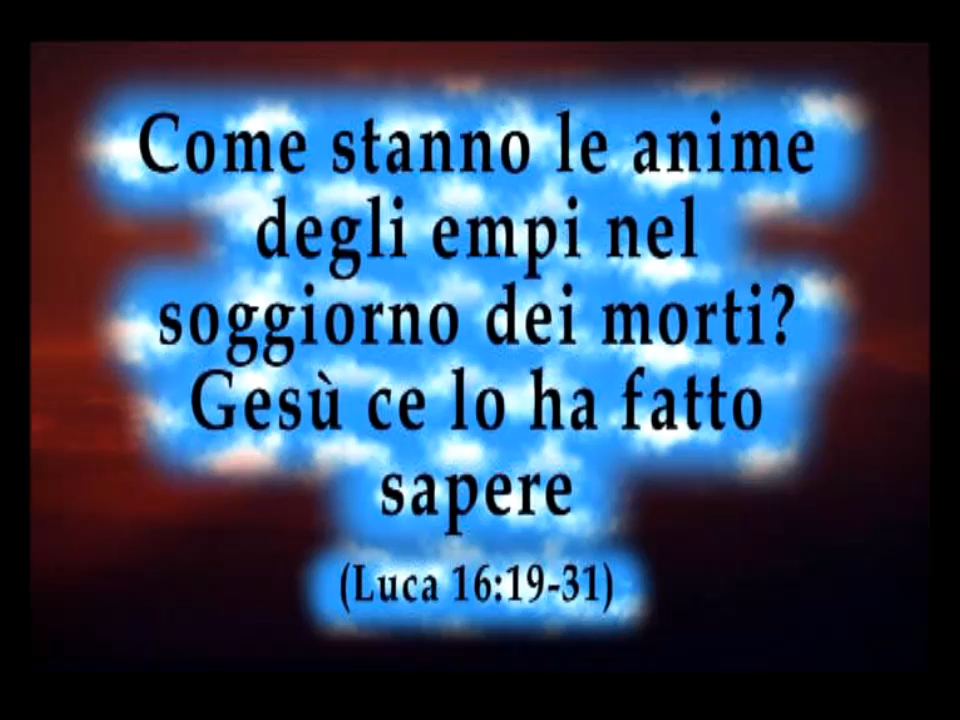 Come stanno le anime
degli empi nel
soggiorno dei morti?
Gesù ce lo ha fatto
sapere
(Luca 16:19-31)